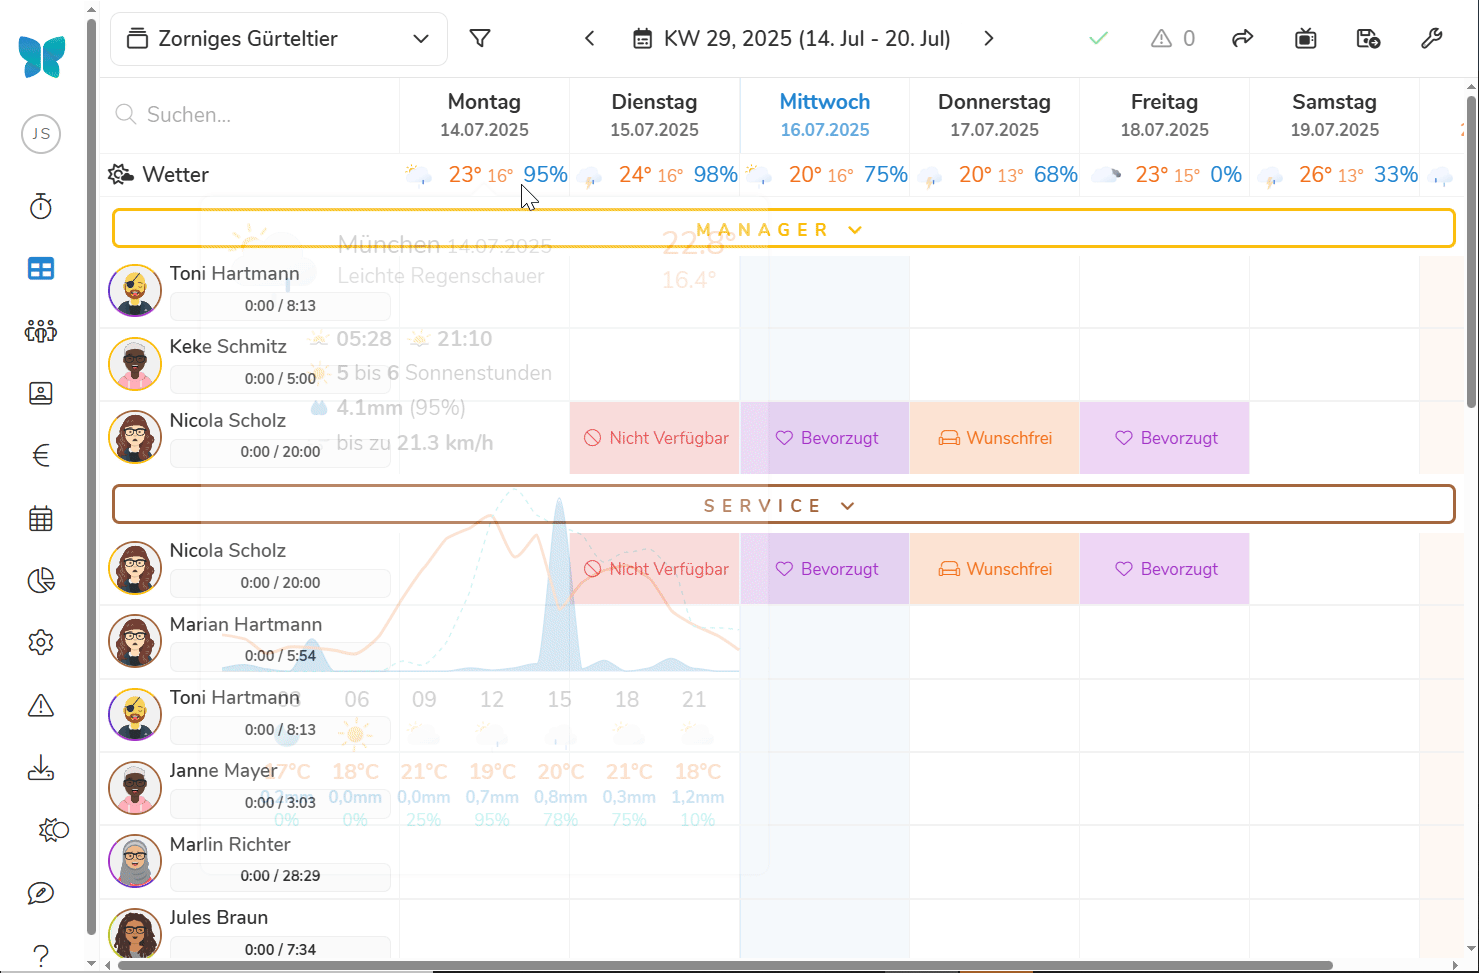 Zorniges Gürteltier
KW 29, 2025 (14. Jul - 20. Jul)
0
JS
Suchen...
Montag
14.07.2025
Dienstag
15.07.2025
Mittwoch
16.07.2025
Donnerstag
17.07.2025
Freitag
18.07.2025
Samstag
19.07.2025
Wetter
23° 16° 95%
24° 16° 98%
20° 16° 75%
20° 13° 68%
23° 15° 0%
26° 13° 33%
MANAGER
München 14.07.2025
22.8°
Leichte Regenschauer
16.4°
Toni Hartmann
0:00 / 8:13
05:28
21:10
Keke Schmitz
0:00 / 5:00
5 bis 6 Sonnenstunden
4.1mm (95%)
Nicola Scholz
0:00 / 20:00
bis zu 21.3 km/h
Nicht Verfügbar
Bevorzugt
Wunschfrei
Bevorzugt
SERVICE
Nicola Scholz
0:00 / 20:00
Nicht Verfügbar
Bevorzugt
Wunschfrei
Bevorzugt
Marian Hartmann
0:00 / 5:54
Toni Hartmann
0:00 / 8:13
03 06 09 12 15 18 21
Janne Mayer
0:00 / 3:03
17°C 18°C 21°C 19°C 20°C 21°C 18°C
0,2mm 0,0mm 0,0mm 0,7mm 0,8mm 0,3mm 1,2mm
0% 0% 25% 95% 78% 75% 10%
Marlin Richter
0:00 / 28:29
Jules Braun
0:00 / 7:34